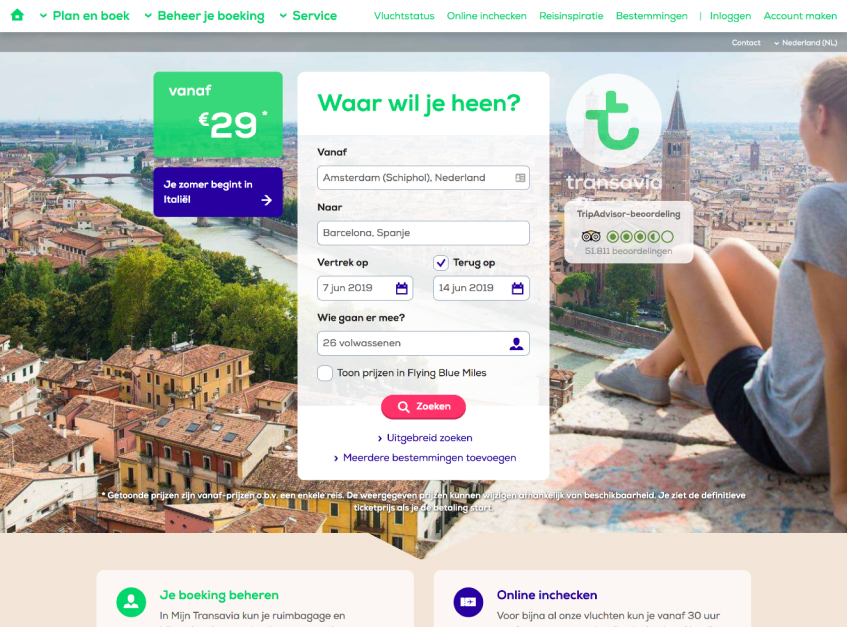 Plan en boek
Beheer je boeking
Service
Vluchtstatus
Online inchecken
Reisinspiratie
Bestemmingen
|
Inloggen
Account maken
Contact
Nederland (NL)
vanaf
€29*
Je zomer begint in
Italiël
Waar wil je heen?
Vanaf
Amsterdam (Schiphol), Nederland
Naar
Barcelona, Spanje
Vertrek op
Terug op
7 jun 2019
14 jun 2019
Wie gaan er mee?
26 volwassenen
Toon prijzen in Flying Blue Miles
Zoeken
Uitgebreid zoeken
Meerdere bestemmingen toevoegen
transavia
TripAdvisor-beoordeling
51.811 beoordelingen
* Getoonde prijzen zijn vanaf-prijzen o.b.v. een enkele reis. De weergegeven prijzen kunnen wijzigen afhankelijk van beschikbaarheid. Je ziet de definitieve
ticketprijs als je de betaling start.
Je boeking beheren
In Mijn Transavia kun je ruimbagage en
Online inchecken
Voor bijna al onze vluchten kun je vanaf 30 uur